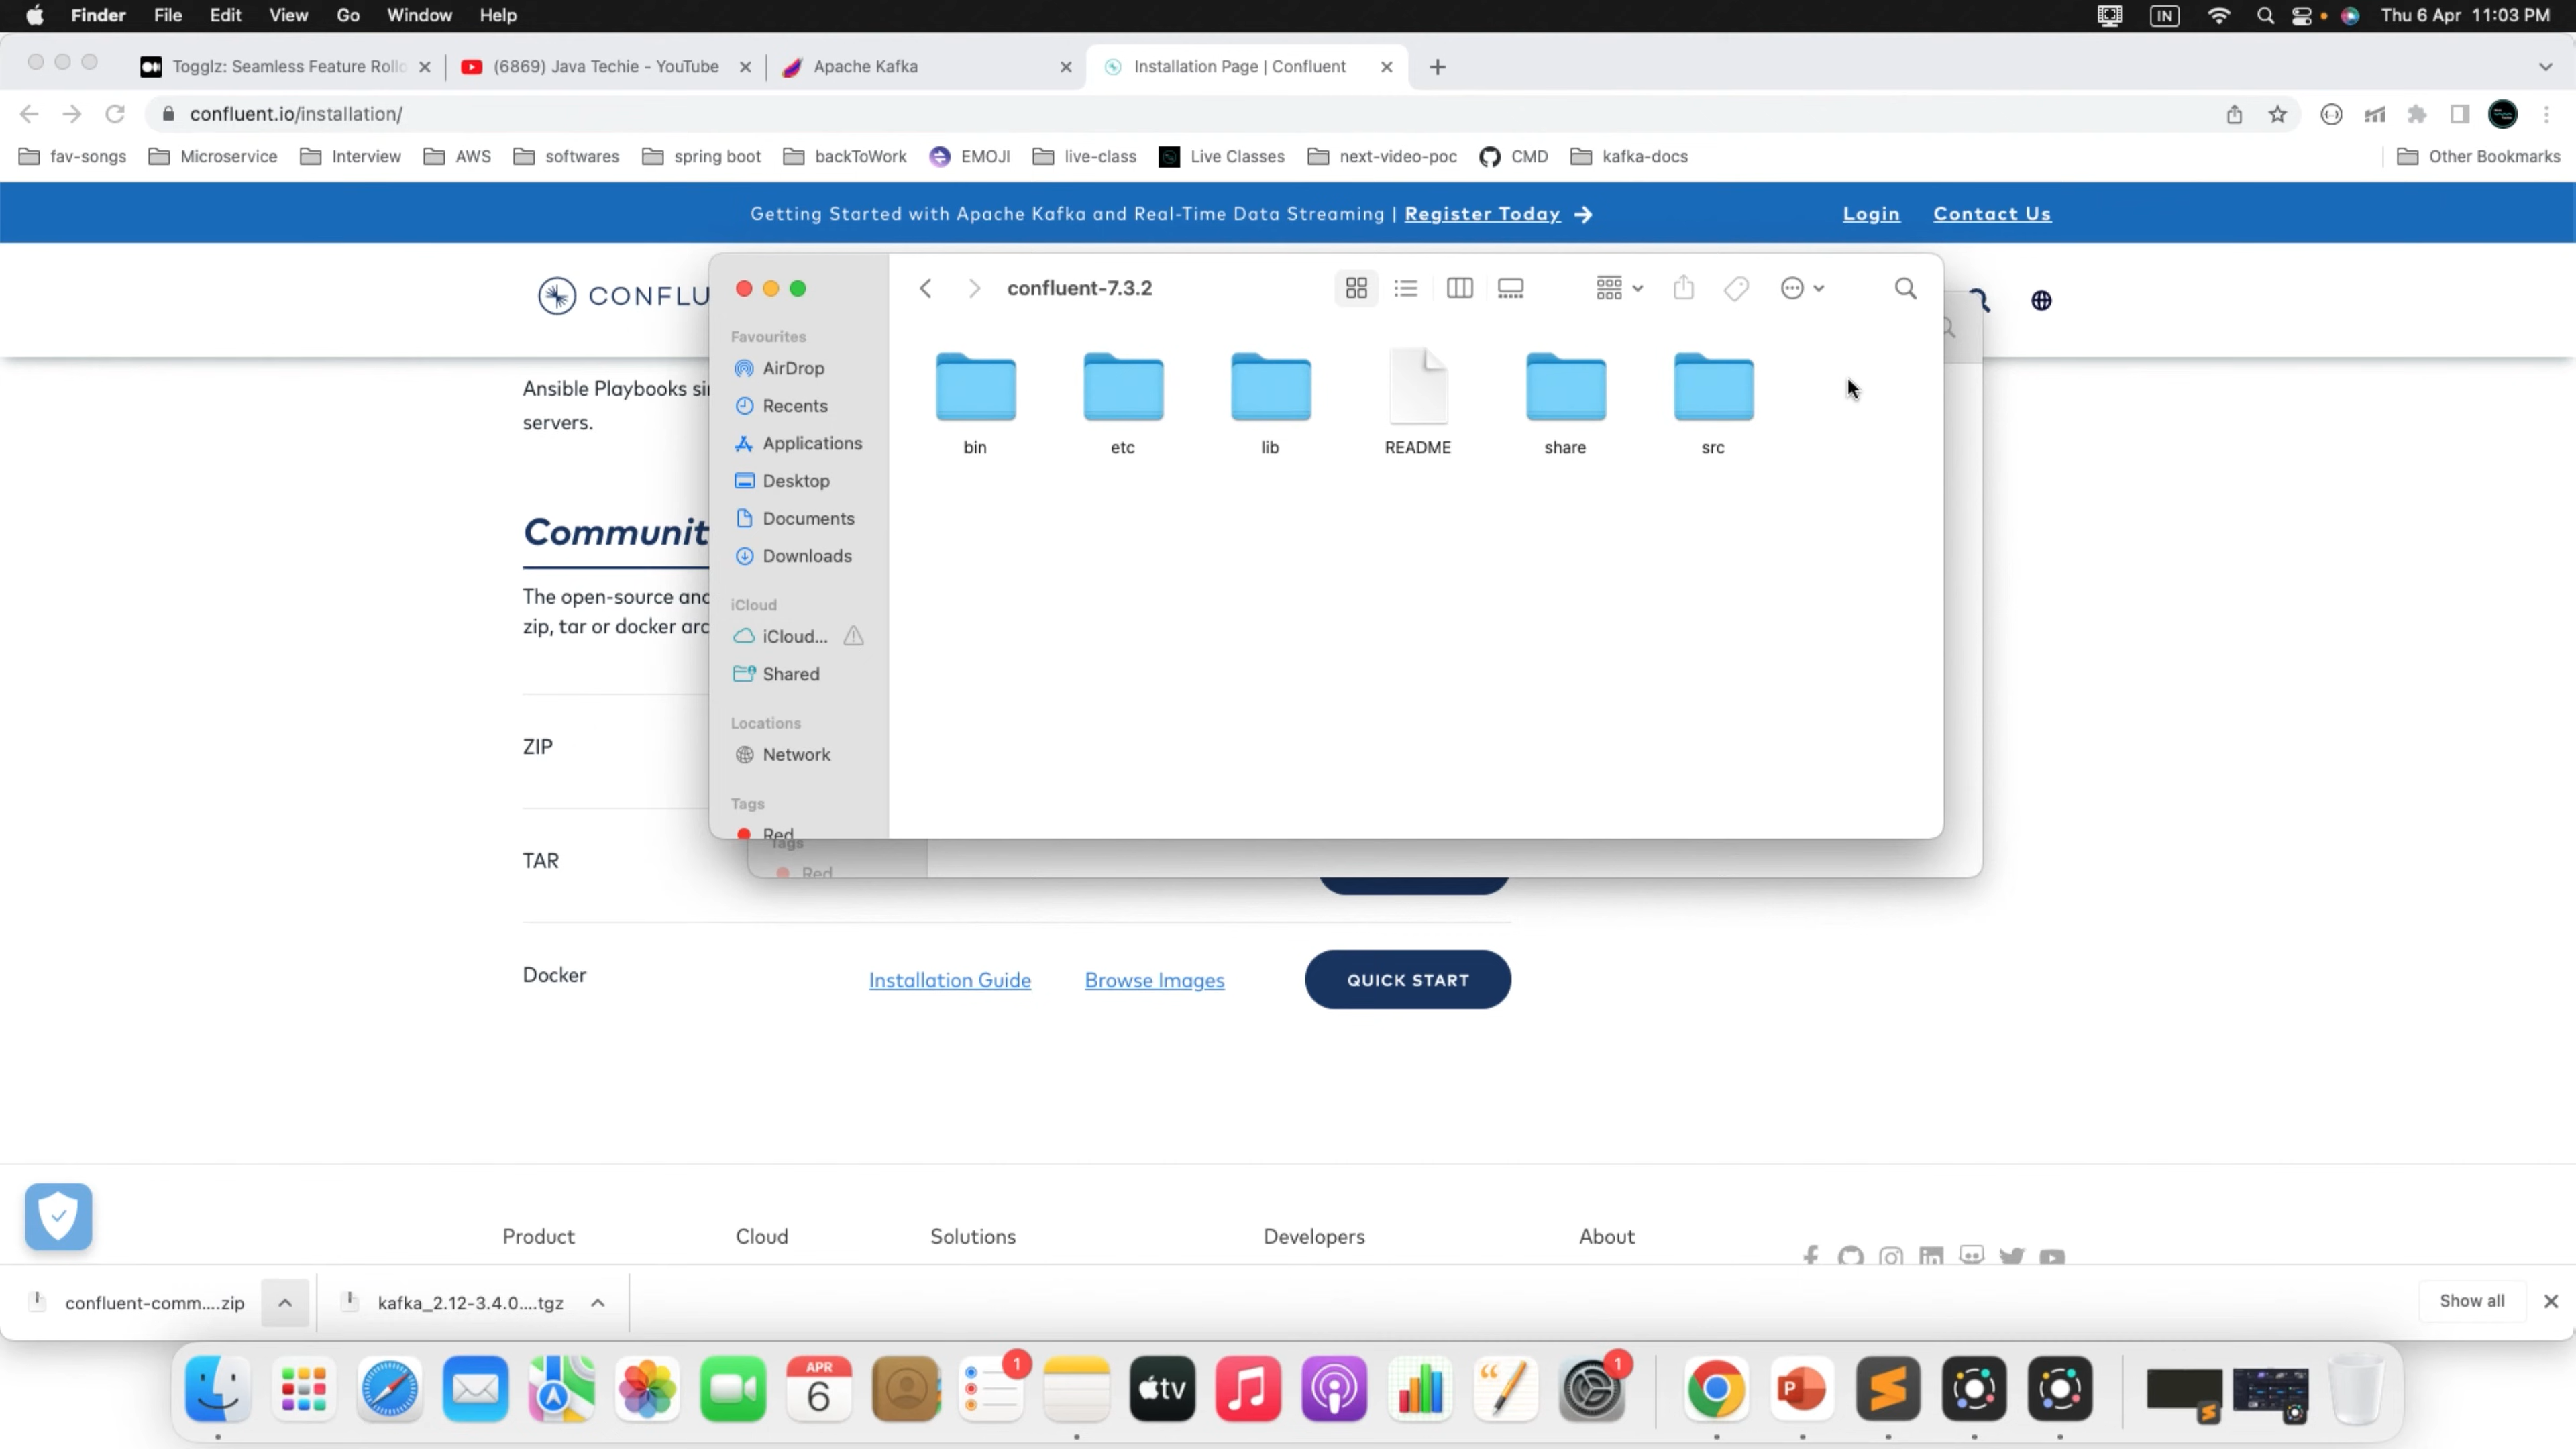 Finder File Edit View Go Window Help IN Thu 6 Apr 11:03 PM
Togglz: Seamless Feature Rollo (6869) Java Techie - YouTube Apache Kafka Installation Page | Confluent
confluent.io/installation/
fav-songs Microservice Interview AWS softwares spring boot backToWork EMOJI live-class Live Classes next-video-poc CMD kafka-docs Other Bookmarks
Getting Started with Apache Kafka and Real-Time Data Streaming | Register Today → Login Contact Us
CONFLU
confluent-7.3.2
Favourites
AirDrop
Recents
Applications
Desktop
Documents
Downloads
iCloud
iCloud...
Shared
Locations
Network
Tags
Red
Tags
Red
bin etc lib README share src
Ansible Playbooks si
servers.
Communit
The open-source and
zip, tar or docker arc
ZIP
TAR
Docker Installation Guide Browse Images QUICK START
Product Cloud Solutions Developers About
confluent-comm....zip kafka_2.12-3.4.0....tgz Show all
APR
6
1
tv
1
P